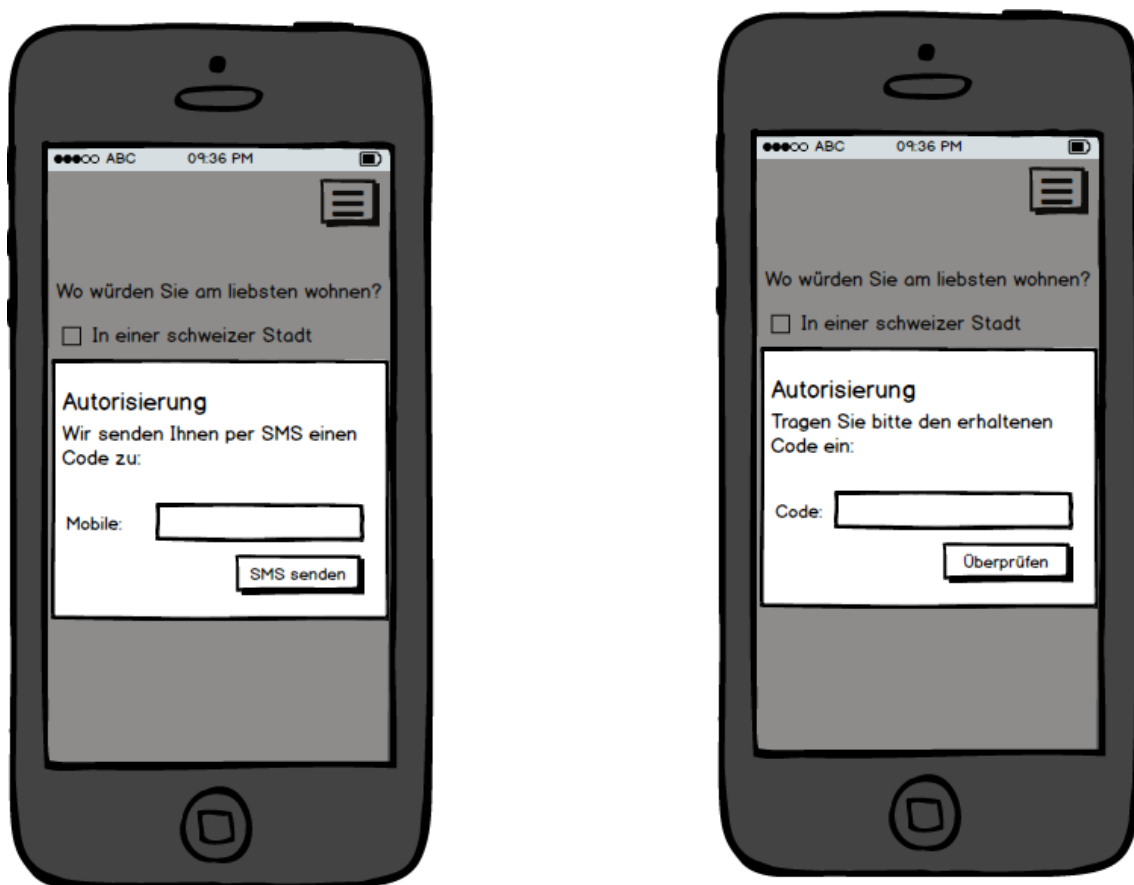 ABC 09:36 PM
Wo würden Sie am liebsten wohnen?
In einer schweizer Stadt
Autorisierung
Wir senden Ihnen per SMS einen
Code zu:
Mobile:
SMS senden
ABC 09:36 PM
Wo würden Sie am liebsten wohnen?
In einer schweizer Stadt
Autorisierung
Tragen Sie bitte den erhaltenen
Code ein:
Code:
Überprüfen